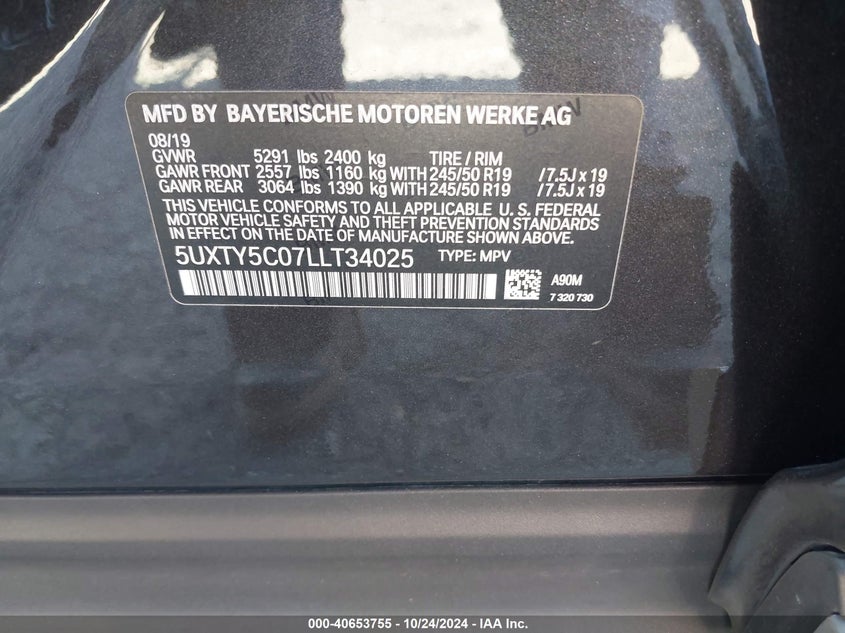 MFD BY BAYERISCHE MOTOREN WERKE AG
08/19
GVWR 5291 lbs 2400 kg TIRE / RIM
GAWR FRONT 2557 lbs 1160 kg WITH 245/50 R19 /7.5J x 19
GAWR REAR 3064 lbs 1390 kg WITH 245/50 R19 /7.5J x 19
THIS VEHICLE CONFORMS TO ALL APPLICABLE U. S. FEDERAL
MOTOR VEHICLE SAFETY AND THEFT PREVENTION STANDARDS
IN EFFECT ON THE DATE OF MANUFACTURE SHOWN ABOVE.
5UXTY5C07LLT34025 TYPE: MPV
A90M
7 320 730
000-40653755 - 10/24/2024 - IAA Inc.